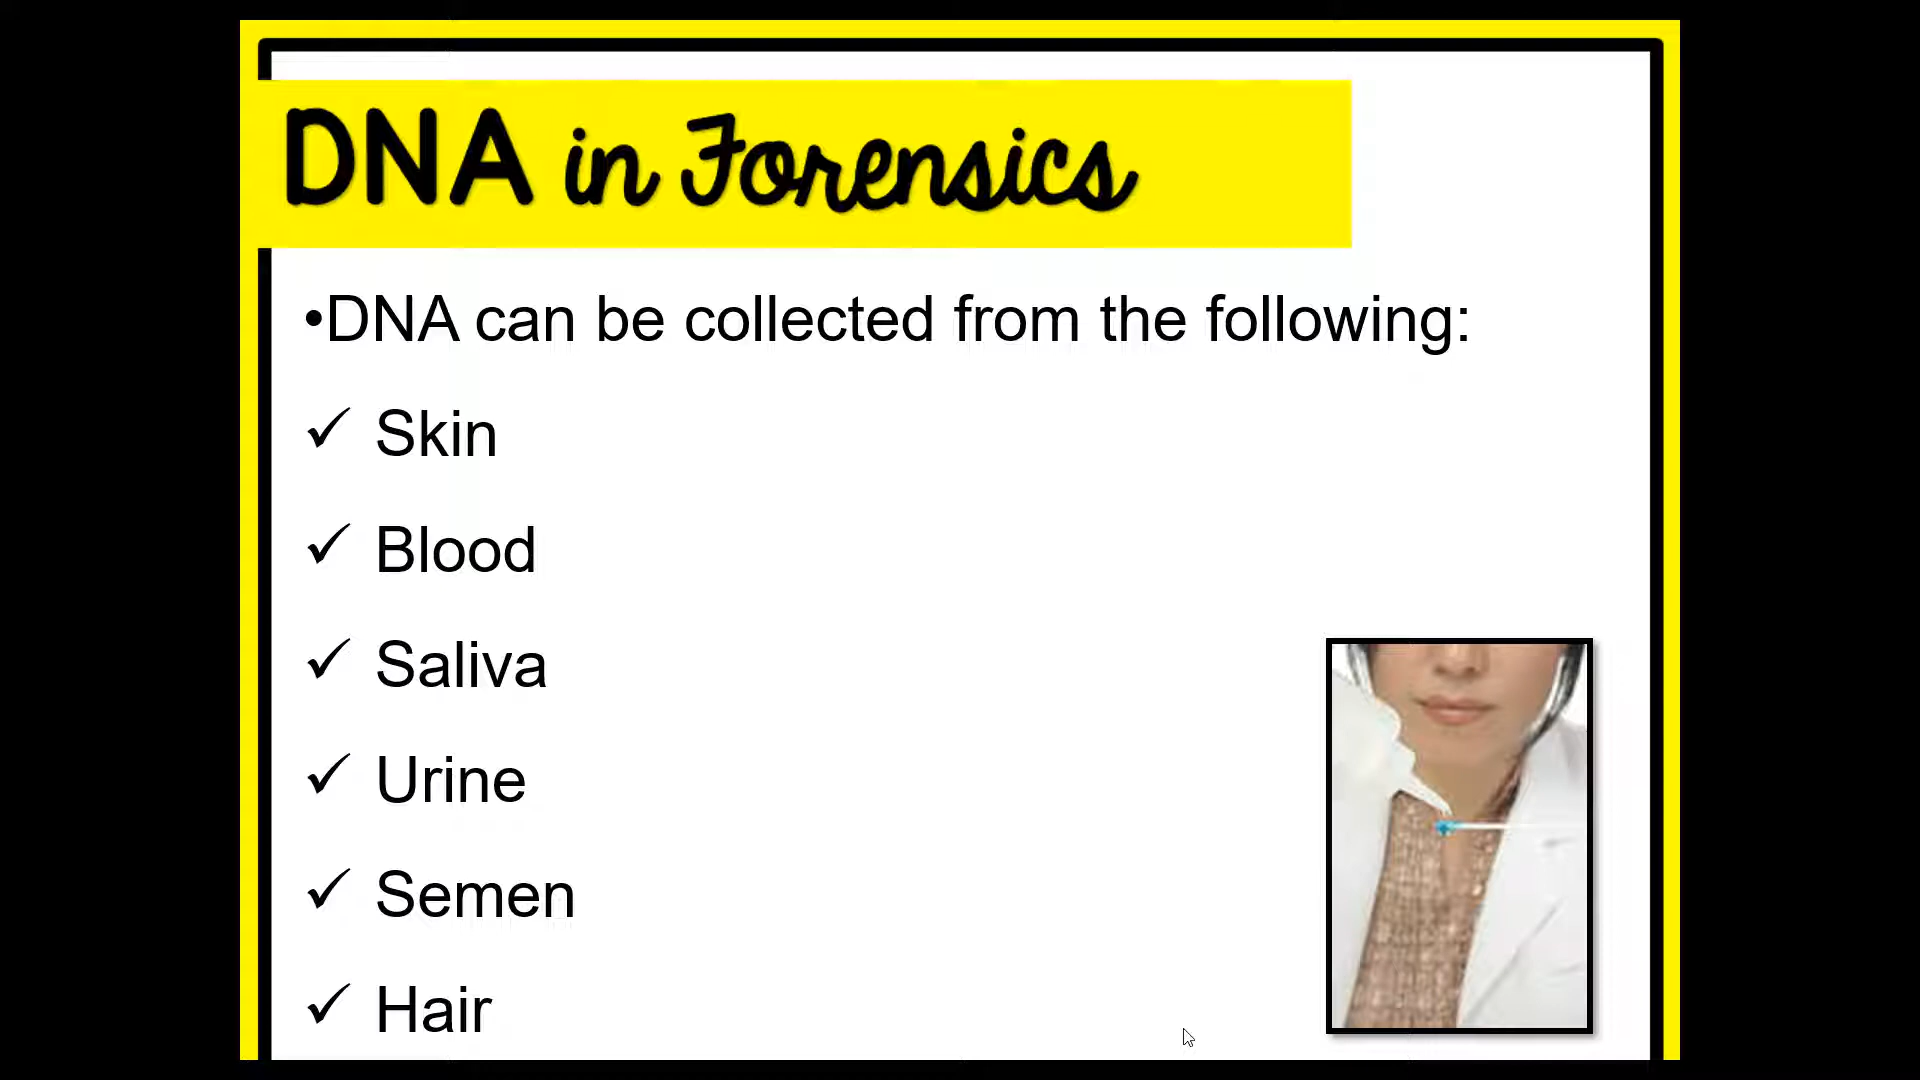 DNA in Forensics
•DNA can be collected from the following:
✓ Skin
✓ Blood
✓ Saliva
✓ Urine
✓ Semen
✓ Hair